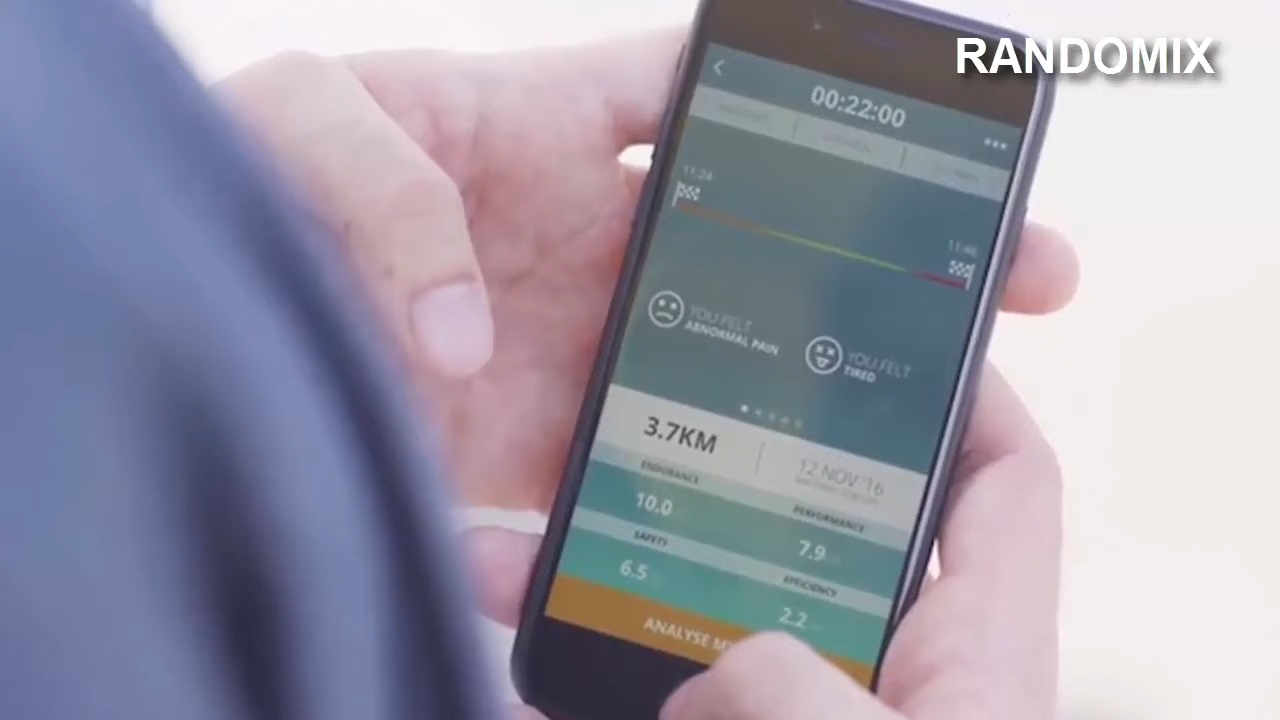 RANDOMIX
00:22:00
11:24
11:46
YOU FELT
ABNORMAL PAIN
YOU FELT
TIRED
3.7KM
12 NOV '16
ENDURANCE
10.0
PERFORMANCE
7.9
SAFETY
6.5
EFFICIENCY
2.2
ANALYSE